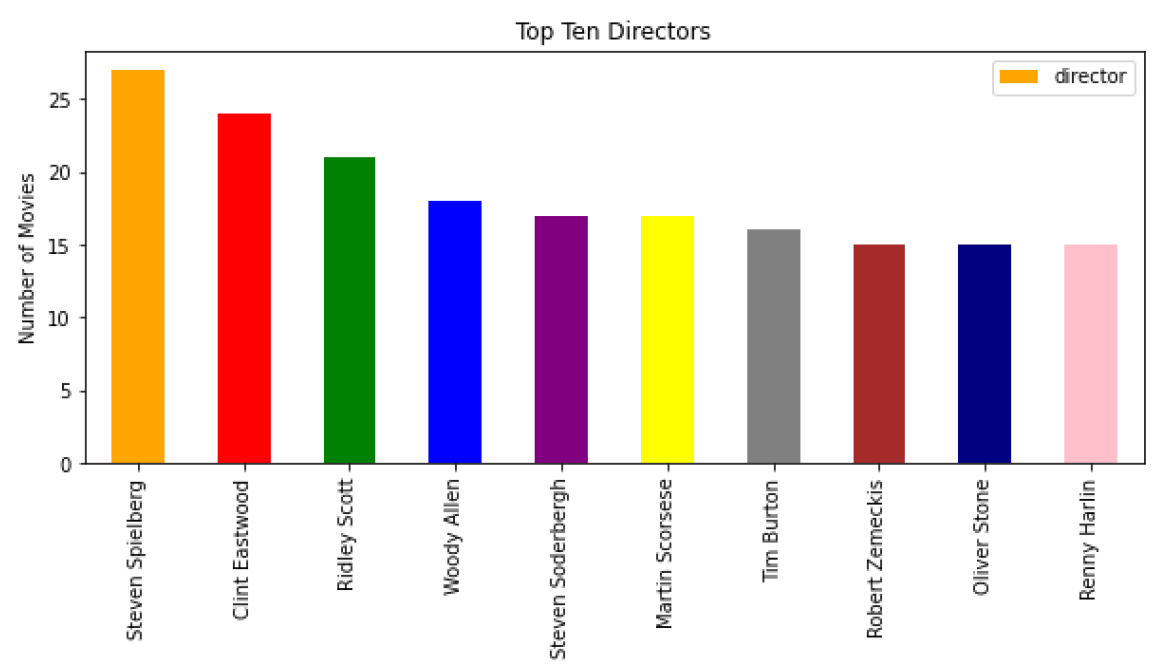 Top Ten Directors
director
Number of Movies
25
20
15
10
5
0
Steven Spielberg
Clint Eastwood
Ridley Scott
Woody Allen
Steven Soderbergh
Martin Scorsese
Tim Burton
Robert Zemeckis
Oliver Stone
Renny Harlin